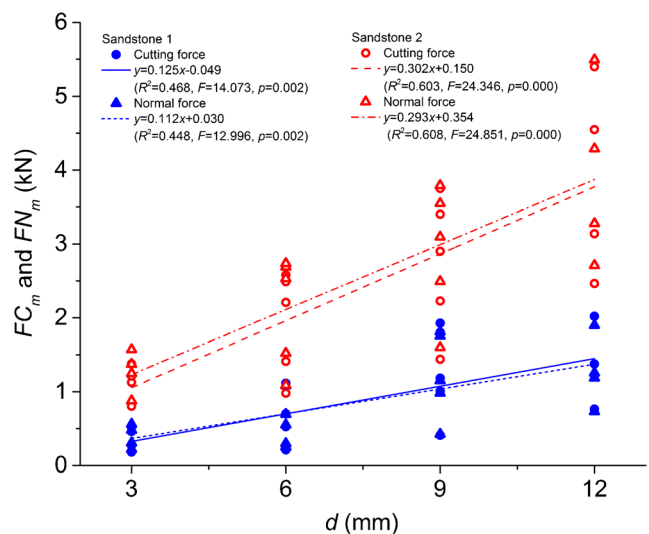 6
5
4
3
2
1
0
FCm and FNm (kN)
Sandstone 1
Cutting force
y=0.125x-0.049
(R²=0.468, F=14.073, p=0.002)
Normal force
y=0.112x+0.030
(R²=0.448, F=12.996, p=0.002)
Sandstone 2
Cutting force
y=0.302x+0.150
(R²=0.603, F=24.346, p=0.000)
Normal force
y=0.293x+0.354
(R²=0.608, F=24.851, p=0.000)
3 6 9 12
d (mm)